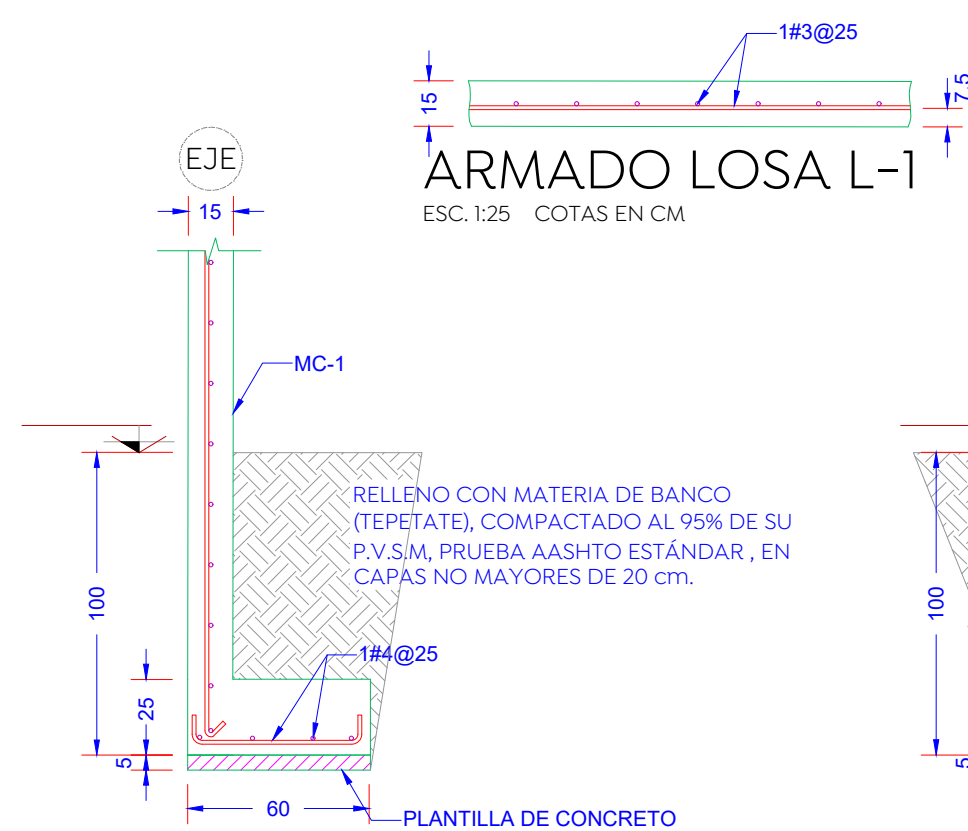 1#3@25
15
7.5
ARMADO LOSA L-1
ESC. 1:25 COTAS EN CM
EJE
15
MC-1
RELLENO CON MATERIA DE BANCO
(TEPETATE), COMPACTADO AL 95% DE SU
P.V.S.M, PRUEBA AASHTO ESTÁNDAR , EN
CAPAS NO MAYORES DE 20 cm.
100
100
1#4@25
25
5
5
60
PLANTILLA DE CONCRETO